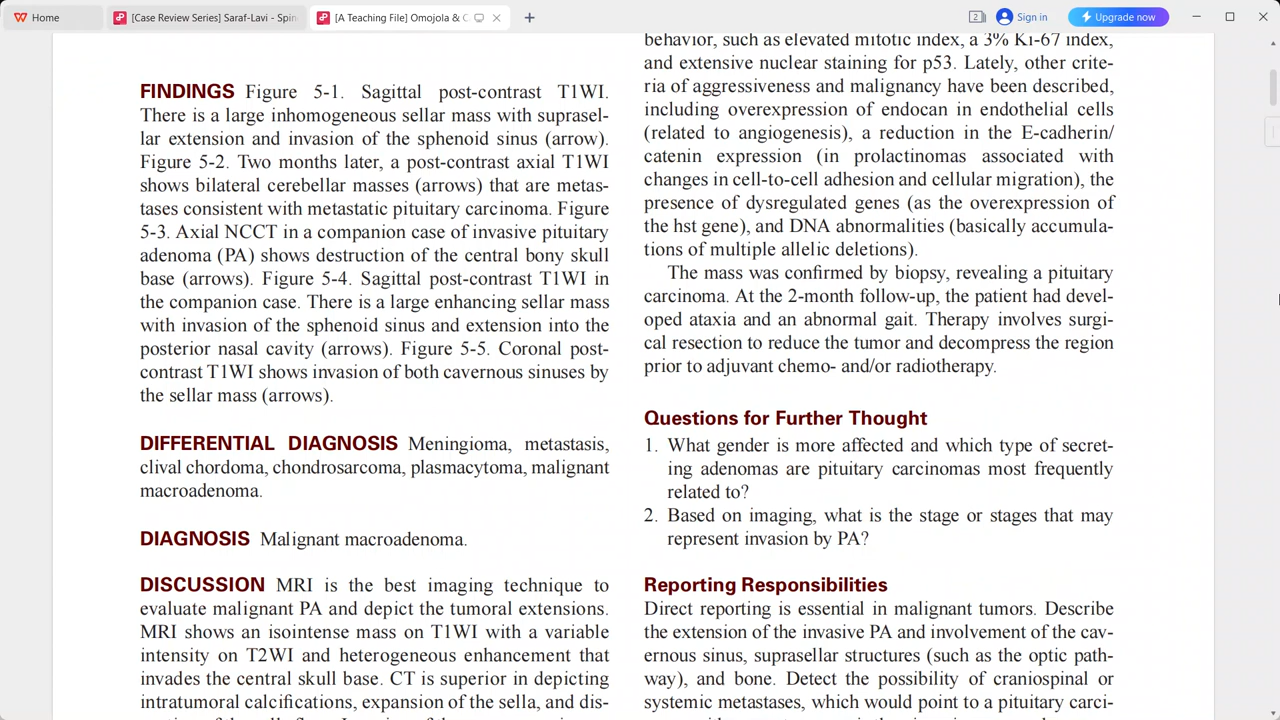 Home
[Case Review Series] Saraf-Lavi - Spin
[A Teaching File] Omojola & C
2
Sign in
Upgrade now
FINDINGS Figure 5-1. Sagittal post-contrast T1WI.
There is a large inhomogeneous sellar mass with suprasel-
lar extension and invasion of the sphenoid sinus (arrow).
Figure 5-2. Two months later, a post-contrast axial T1WI
shows bilateral cerebellar masses (arrows) that are metas-
tases consistent with metastatic pituitary carcinoma. Figure
5-3. Axial NCCT in a companion case of invasive pituitary
adenoma (PA) shows destruction of the central bony skull
base (arrows). Figure 5-4. Sagittal post-contrast T1WI in
the companion case. There is a large enhancing sellar mass
with invasion of the sphenoid sinus and extension into the
posterior nasal cavity (arrows). Figure 5-5. Coronal post-
contrast T1WI shows invasion of both cavernous sinuses by
the sellar mass (arrows).
DIFFERENTIAL DIAGNOSIS Meningioma, metastasis,
clival chordoma, chondrosarcoma, plasmacytoma, malignant
macroadenoma.
DIAGNOSIS Malignant macroadenoma.
DISCUSSION MRI is the best imaging technique to
evaluate malignant PA and depict the tumoral extensions.
MRI shows an isointense mass on T1WI with a variable
intensity on T2WI and heterogeneous enhancement that
invades the central skull base. CT is superior in depicting
intratumoral calcifications, expansion of the sella, and dis-
behavior, such as elevated mitotic index, a 3% Ki-67 index,
and extensive nuclear staining for p53. Lately, other crite-
ria of aggressiveness and malignancy have been described,
including overexpression of endocan in endothelial cells
(related to angiogenesis), a reduction in the E-cadherin/
catenin expression (in prolactinomas associated with
changes in cell-to-cell adhesion and cellular migration), the
presence of dysregulated genes (as the overexpression of
the hst gene), and DNA abnormalities (basically accumula-
tions of multiple allelic deletions).
The mass was confirmed by biopsy, revealing a pituitary
carcinoma. At the 2-month follow-up, the patient had devel-
oped ataxia and an abnormal gait. Therapy involves surgi-
cal resection to reduce the tumor and decompress the region
prior to adjuvant chemo- and/or radiotherapy.
Questions for Further Thought
1. What gender is more affected and which type of secret-
ing adenomas are pituitary carcinomas most frequently
related to?
2. Based on imaging, what is the stage or stages that may
represent invasion by PA?
Reporting Responsibilities
Direct reporting is essential in malignant tumors. Describe
the extension of the invasive PA and involvement of the cav-
ernous sinus, suprasellar structures (such as the optic path-
way), and bone. Detect the possibility of craniospinal or
systemic metastases, which would point to a pituitary carci-